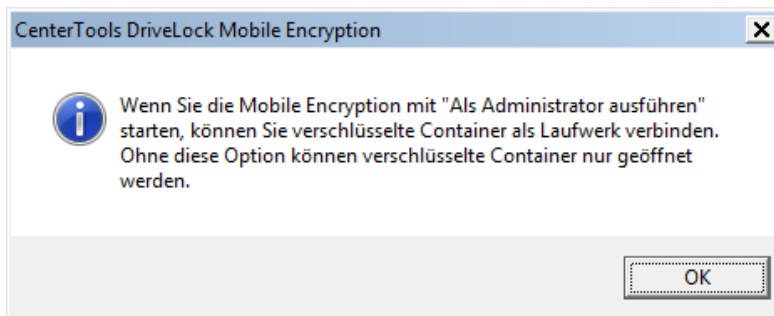 CenterTools DriveLock Mobile Encryption
Wenn Sie die Mobile Encryption mit "Als Administrator ausführen"
starten, können Sie verschlüsselte Container als Laufwerk verbinden.
Ohne diese Option können verschlüsselte Container nur geöffnet
werden.
OK